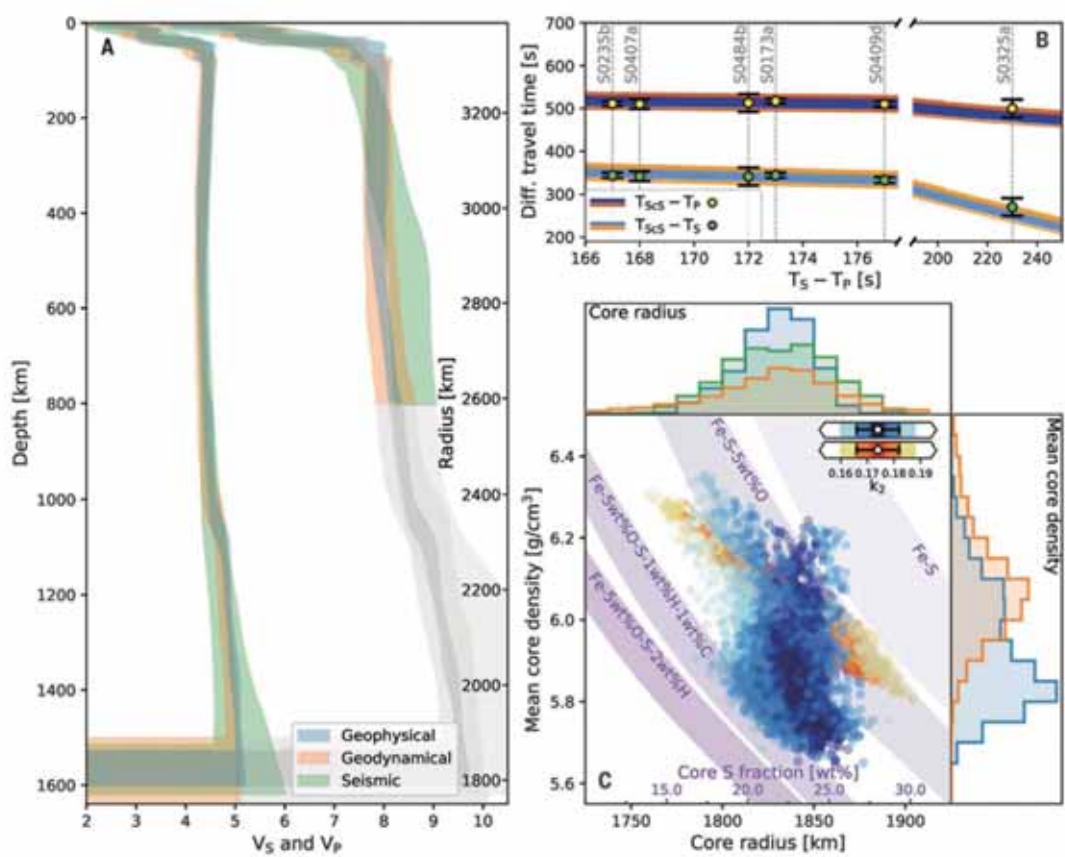 A
0
200
400
600
800
1000
1200
1400
1600
Depth [km]
2
3
4
5
6
7
8
9
10
V_S and V_P
3200
3000
2800
2600
2400
2200
2000
1800
Radius [km]
Geophysical
Geodynamical
Seismic
B
S0235b
S0407a
S0484b
S0173a
S0409d
S0325a
700
600
500
400
300
200
Diff. travel time [s]
T_ScS − T_P
T_ScS − T_S
166
168
170
172
174
176
200
220
240
T_S − T_P [s]
Core radius
Mean core density
Fe-S-5wt%O
Fe-5wt%O-S-1wt%H-1wt%C
Fe-5wt%O-S-2wt%H
Fe-S
0.16
0.17
0.18
0.19
k_2
6.4
6.2
6.0
5.8
5.6
Mean core density [g/cm³]
C
Core S fraction [wt%]
15.0
20.0
25.0
30.0
1750
1800
1850
1900
Core radius [km]